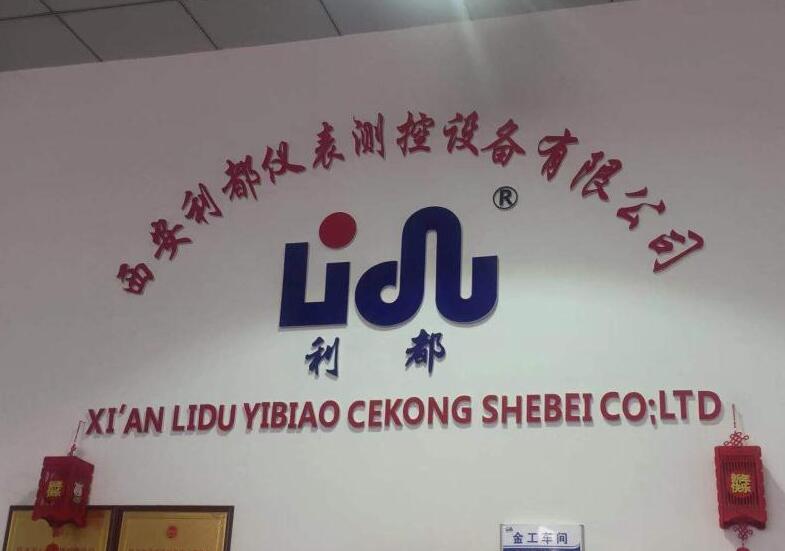 西安利都仪表测控设备有限公司
Lidu®
利都
XI'AN LIDU YIBIAO CEKONG SHEBEI CO;LTD
金工车间